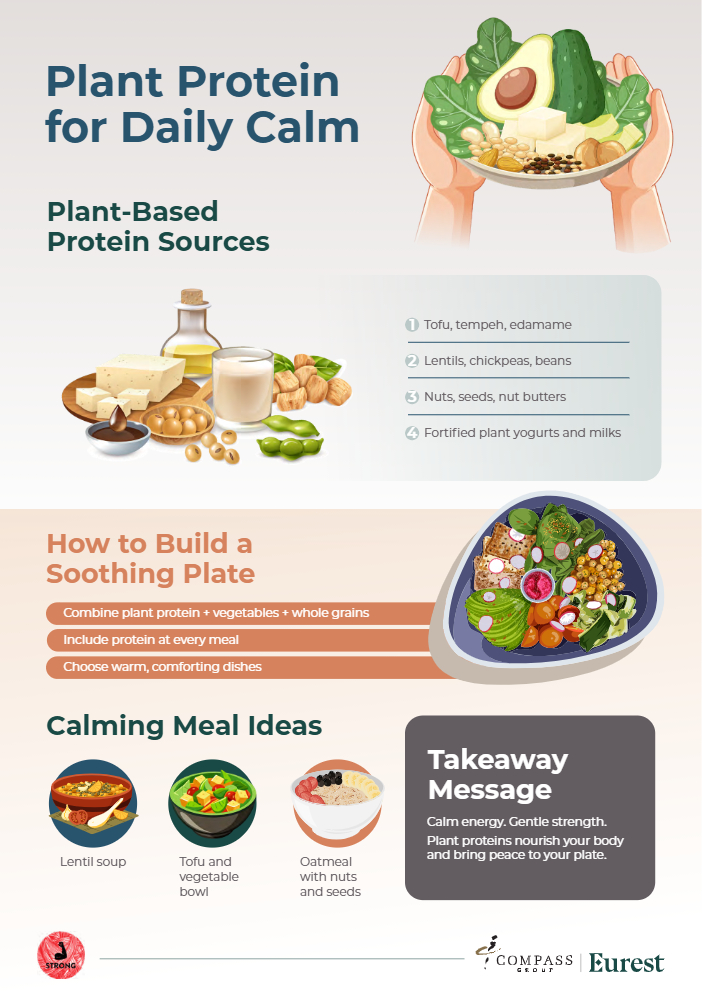 Plant Protein
for Daily Calm
Plant-Based
Protein Sources
1 Tofu, tempeh, edamame
2 Lentils, chickpeas, beans
3 Nuts, seeds, nut butters
4 Fortified plant yogurts and milks
How to Build a
Soothing Plate
Combine plant protein + vegetables + whole grains
Include protein at every meal
Choose warm, comforting dishes
Calming Meal Ideas
Lentil soup
Tofu and
vegetable
bowl
Oatmeal
with nuts
and seeds
Takeaway
Message
Calm energy. Gentle strength.
Plant proteins nourish your body
and bring peace to your plate.
STRONG
COMPASS
GROUP
Eurest